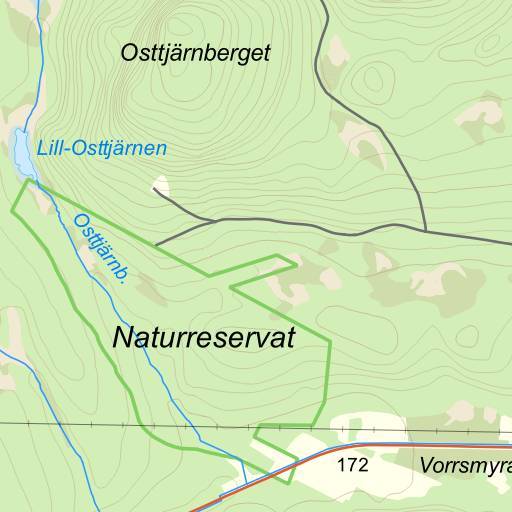 Osttjärnberget
Lill-Osttjärnen
Osttjärnb.
Naturreservat
172
Vorrsmyra